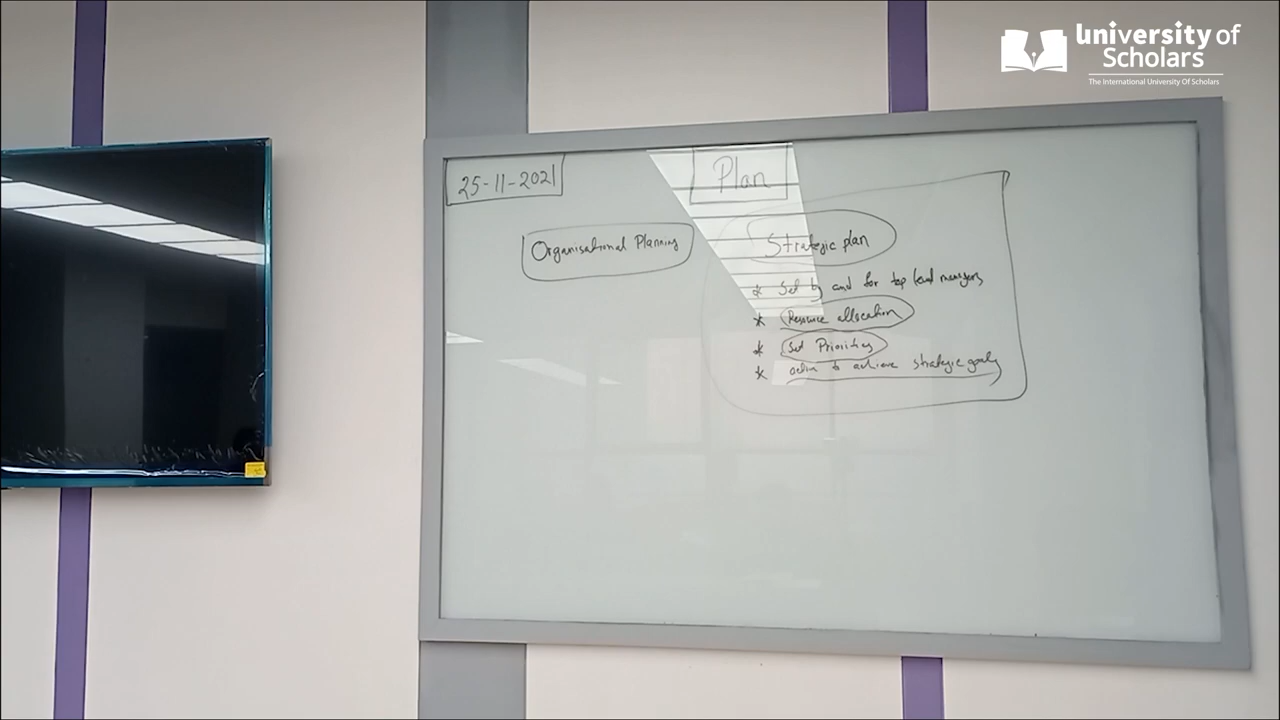 University of
Scholars
The International University Of Scholars
25-11-2021
Plan
Organisational Planning
Strategic plan
* Set by and for top level managers
* Resource allocation
* Set Priorities
* action to achieve strategic goals